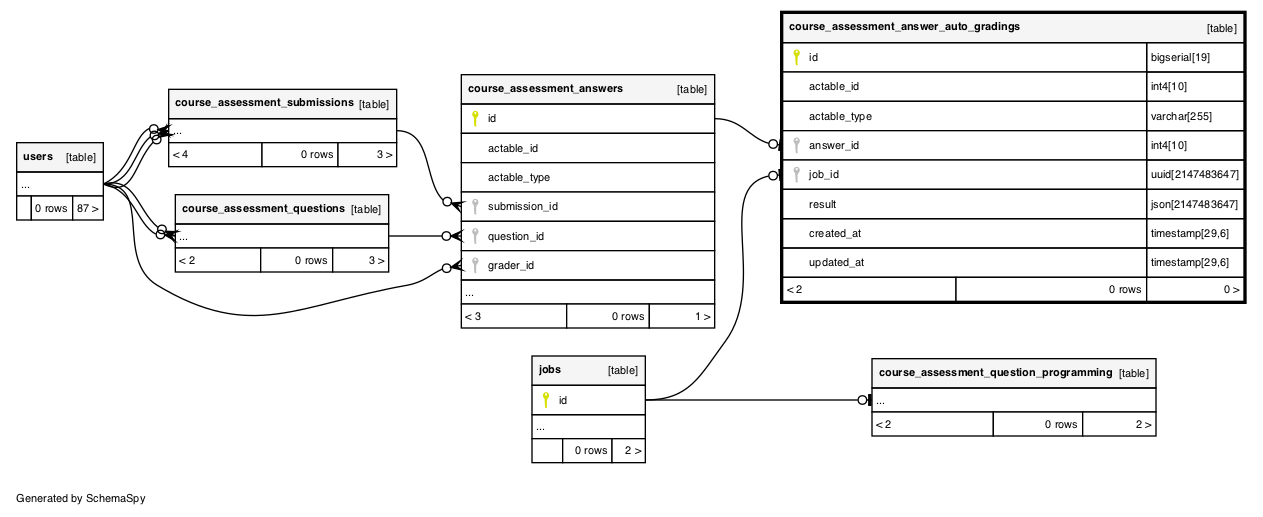 course_assessment_answer_auto_gradings [table]
id bigserial[19]
actable_id int4[10]
actable_type varchar[255]
answer_id int4[10]
job_id uuid[2147483647]
result json[2147483647]
created_at timestamp[29,6]
updated_at timestamp[29,6]
< 2 0 rows 0 >
course_assessment_submissions [table]
...
< 4 0 rows 3 >
users [table]
...
0 rows 87 >
course_assessment_questions [table]
...
< 2 0 rows 3 >
course_assessment_answers [table]
id
actable_id
actable_type
submission_id
question_id
grader_id
...
< 3 0 rows 1 >
jobs [table]
id
...
0 rows 2 >
course_assessment_question_programming [table]
...
< 2 0 rows 2 >
Generated by SchemaSpy